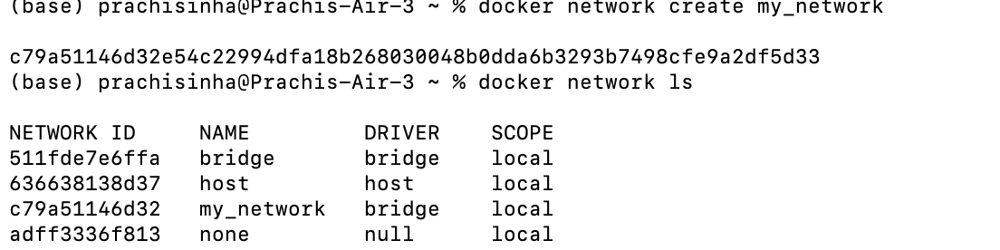 (base) prachisinha@Prachis-Air-3 ~ % docker network create my_network
c79a51146d32e54c22994dfa18b268030048b0dda6b3293b7498cfe9a2df5d33
(base) prachisinha@Prachis-Air-3 ~ % docker network ls
NETWORK ID     NAME         DRIVER    SCOPE
511fde7e6ffa   bridge       bridge    local
636638138d37   host         host      local
c79a51146d32   my_network   bridge    local
adff3336f813   none         null      local